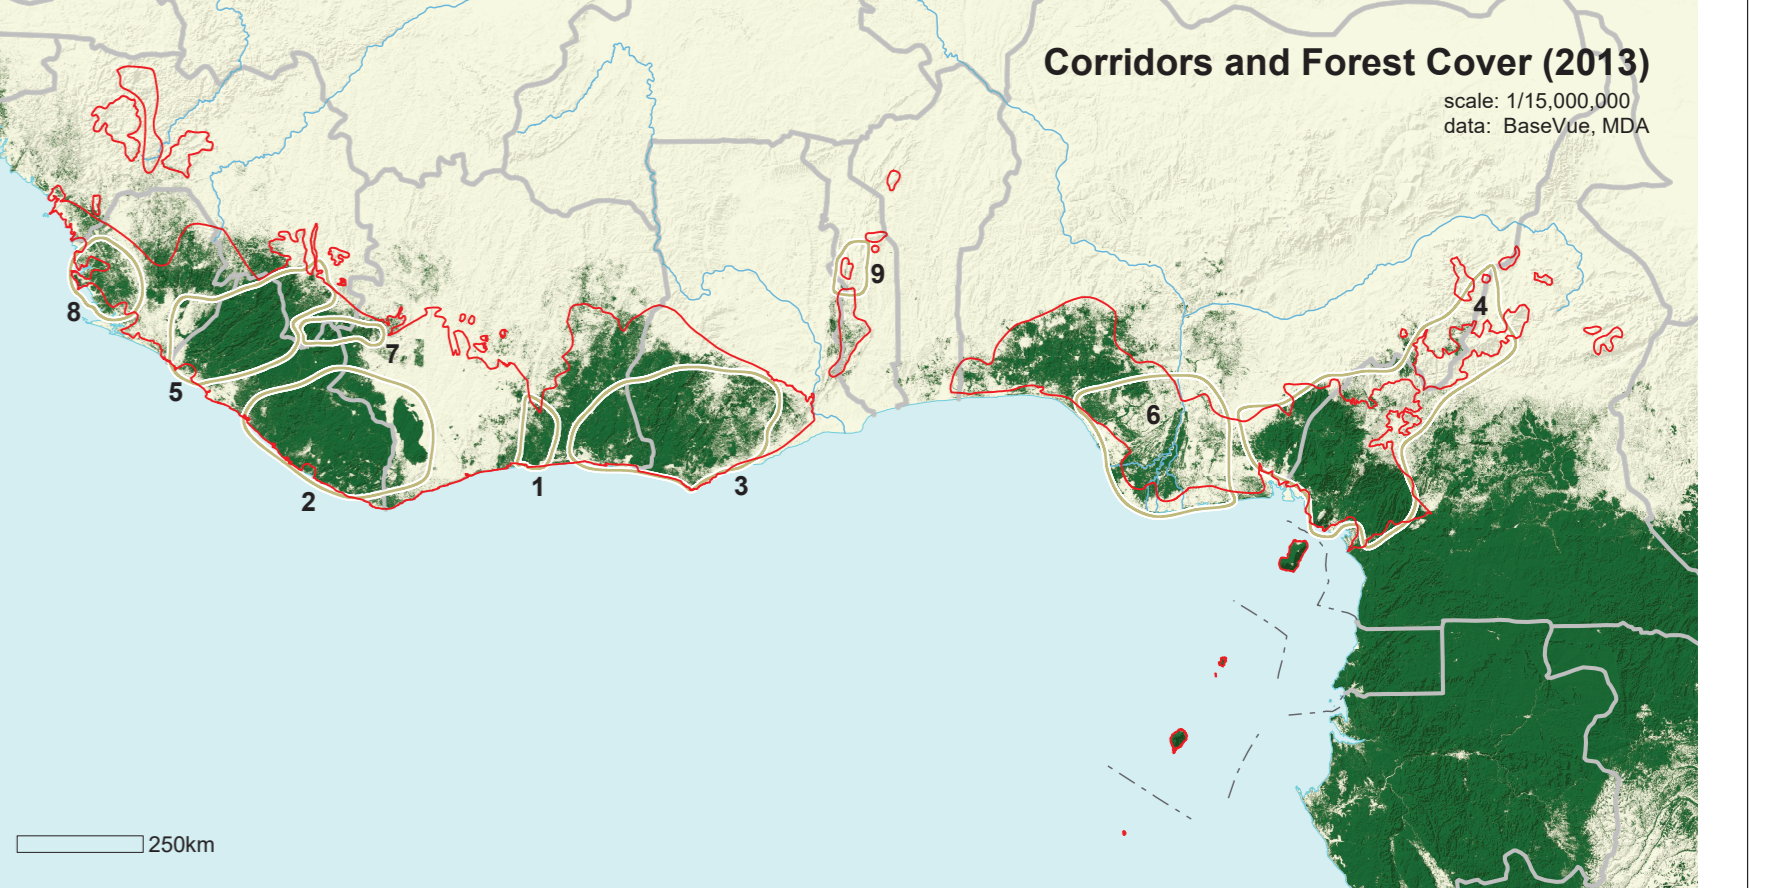 Corridors and Forest Cover (2013)
scale: 1/15,000,000
data: BaseVue, MDA
9
4
8
7
5
6
2
1
3
250km